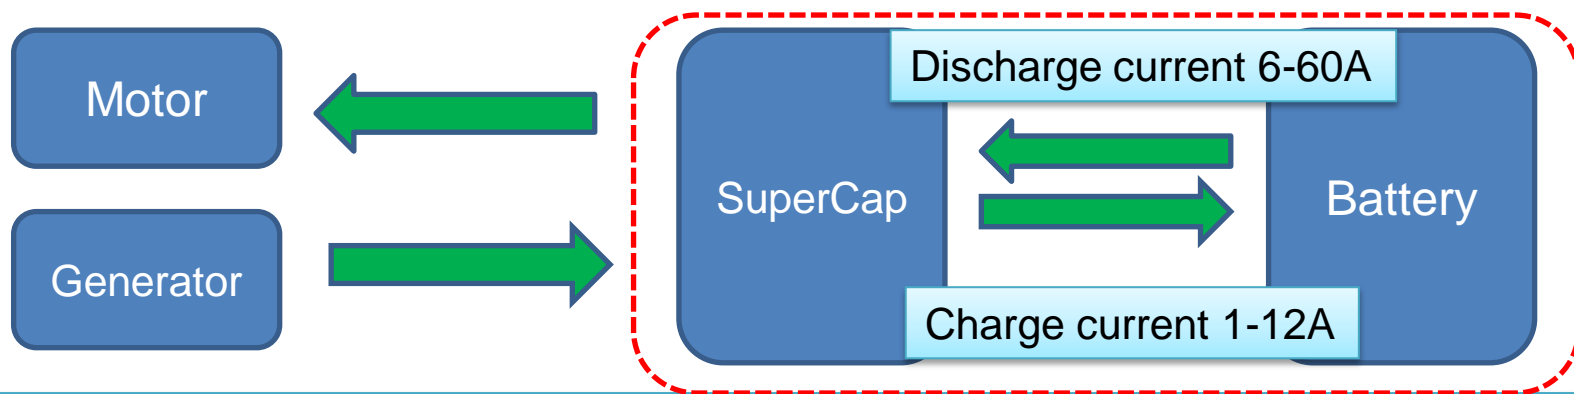 Motor
Generator
SuperCap
Discharge current 6-60A
Charge current 1-12A
Battery